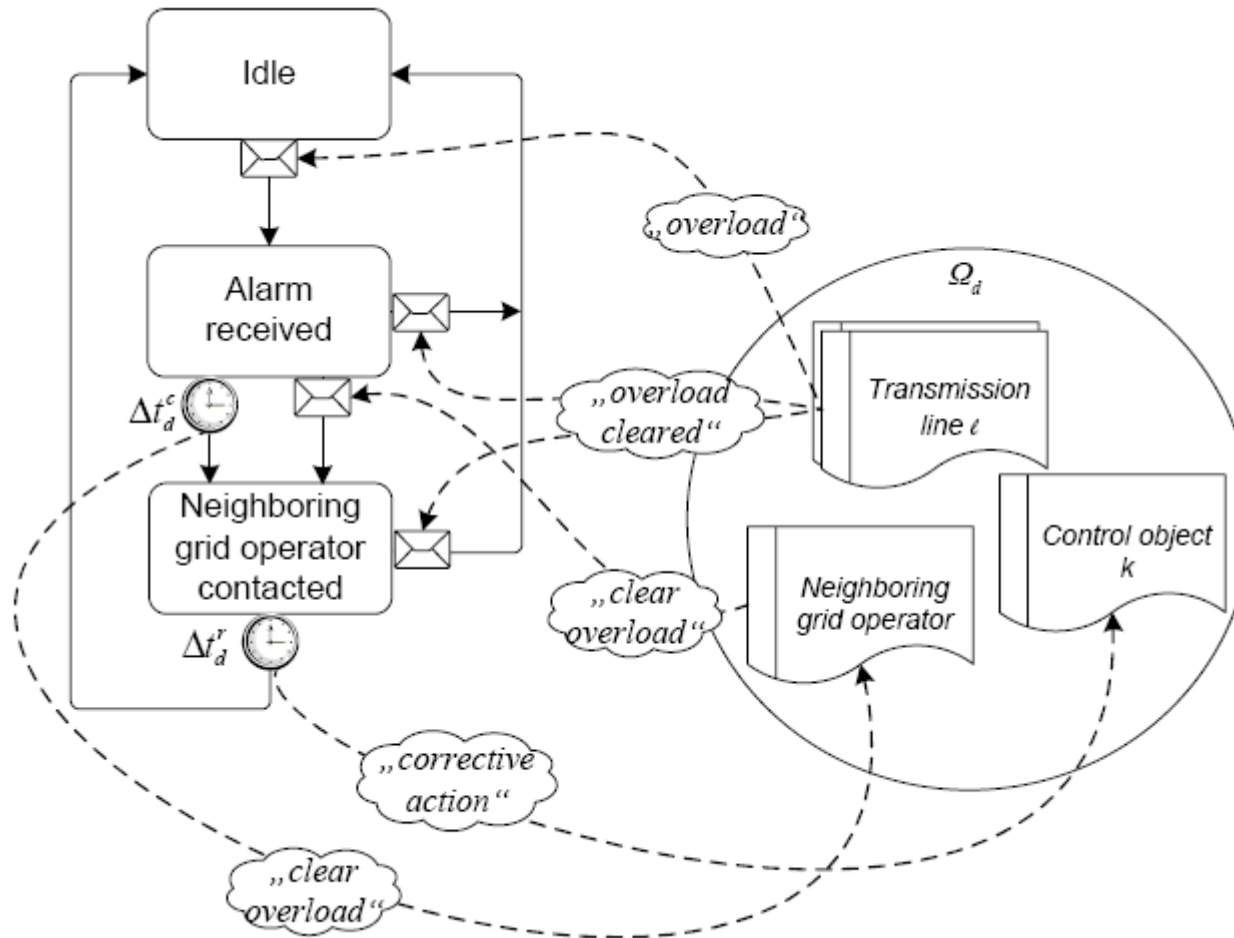 Idle
„overload“
Alarm
received
Ω_d
Transmission
line ℓ
„overload
cleared“
Δt_d^c
Neighboring
grid operator
contacted
Control object
k
Neighboring
grid operator
„clear
overload“
Δt_d^r
„corrective
action“
„clear
overload“